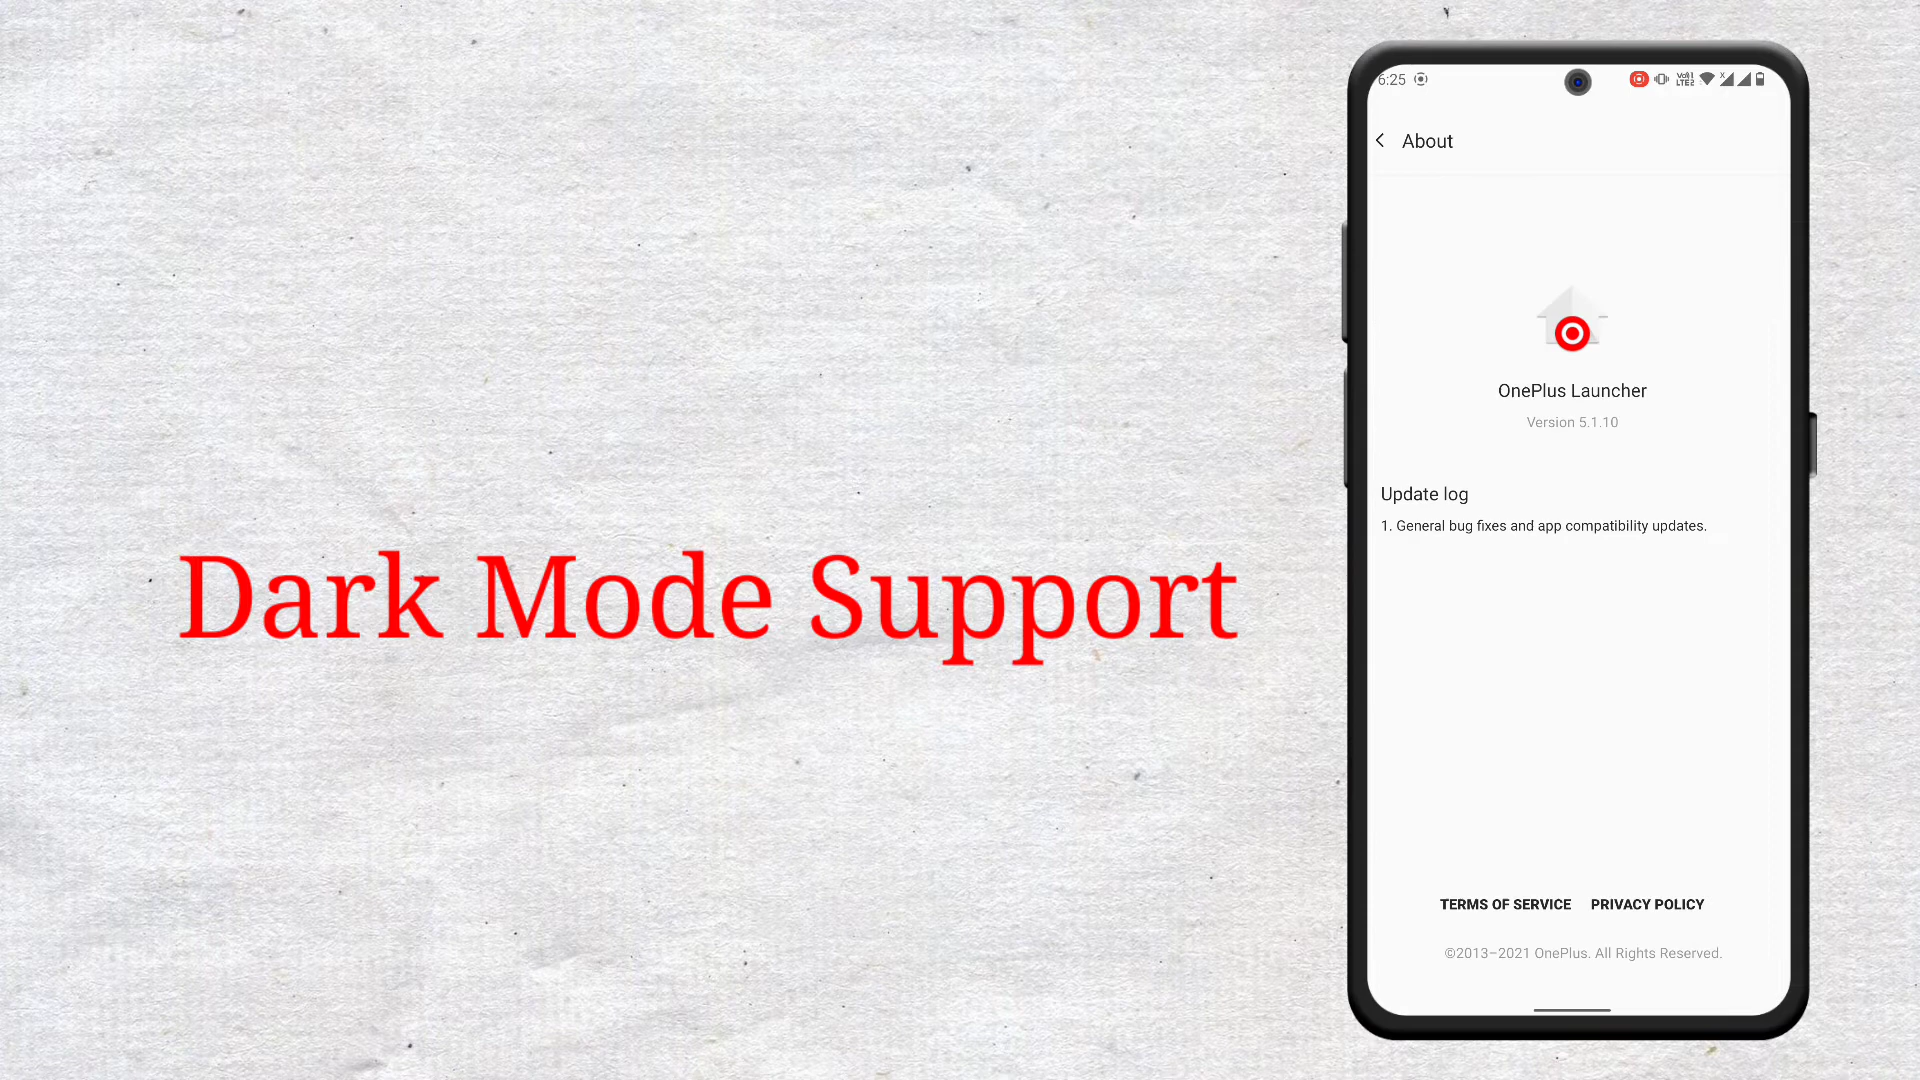 Dark Mode Support
6:25
VoLTE2
About
OnePlus Launcher
Version 5.1.10
Update log
1. General bug fixes and app compatibility updates.
TERMS OF SERVICE PRIVACY POLICY
©2013–2021 OnePlus. All Rights Reserved.